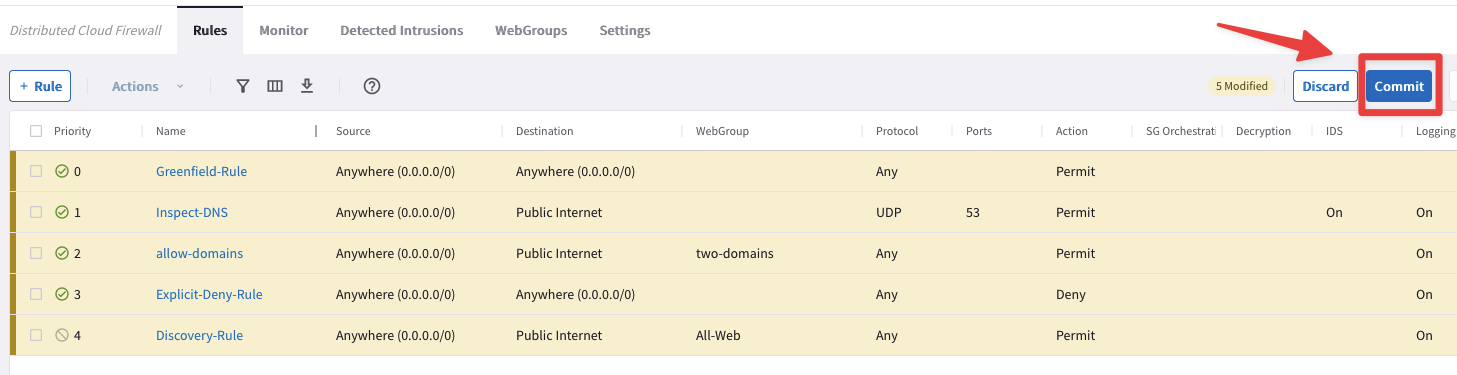 Distributed Cloud Firewall Rules Monitor Detected Intrusions WebGroups Settings
+ Rule Actions 5 Modified Discard Commit
Priority Name Source Destination WebGroup Protocol Ports Action SG Orchestrati Decryption IDS Logging
0 Greenfield-Rule Anywhere (0.0.0.0/0) Anywhere (0.0.0.0/0) Any Permit
1 Inspect-DNS Anywhere (0.0.0.0/0) Public Internet UDP 53 Permit On On
2 allow-domains Anywhere (0.0.0.0/0) Public Internet two-domains Any Permit On
3 Explicit-Deny-Rule Anywhere (0.0.0.0/0) Anywhere (0.0.0.0/0) Any Deny On
4 Discovery-Rule Anywhere (0.0.0.0/0) Public Internet All-Web Any Permit On